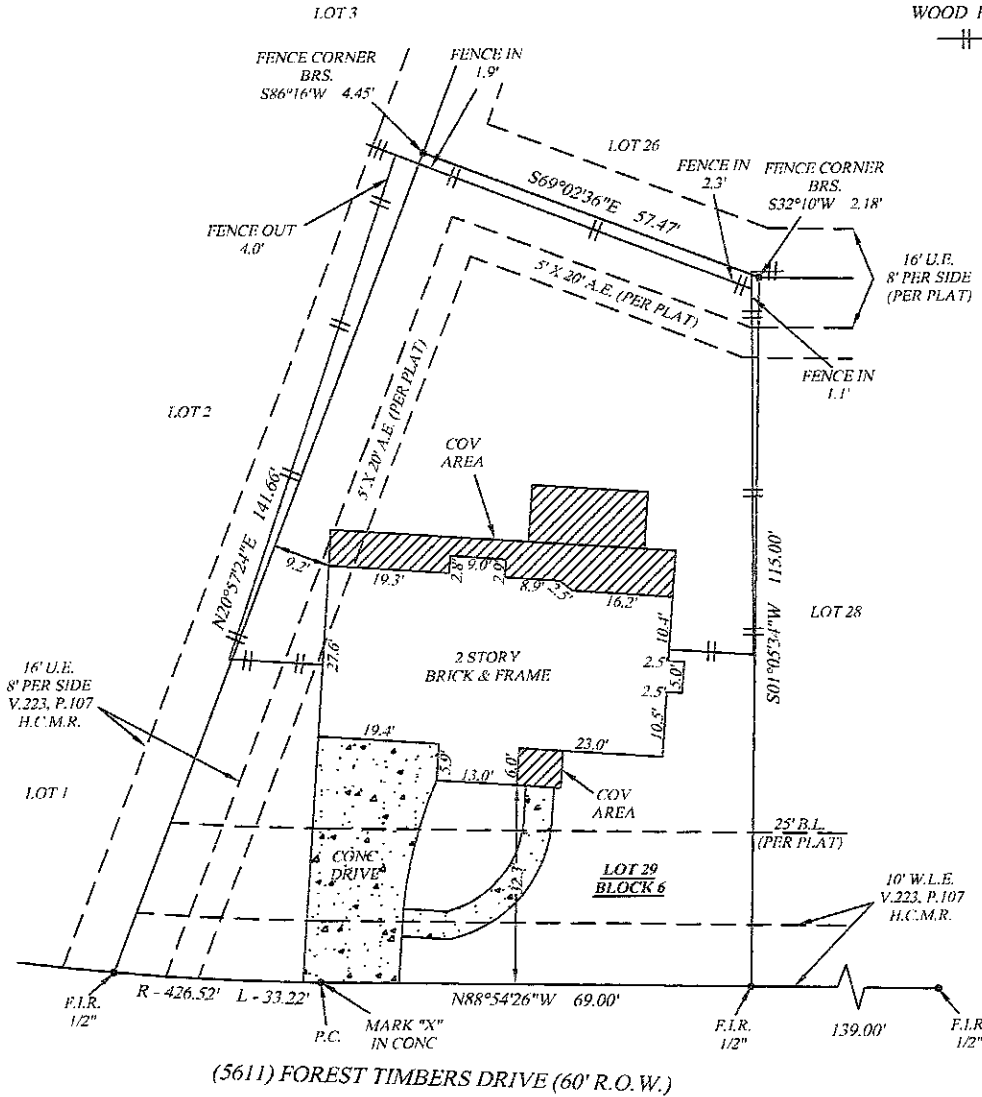 LOT 3
WOOD
FENCE CORNER
BRS.
S86°16'W 4.45'
FENCE IN
1.9'
LOT 26
S69°02'36"E 57.47'
FENCE IN
2.3'
FENCE CORNER
BRS.
S32°10'W 2.18'
FENCE OUT
4.0'
16' U.E.
8' PER SIDE
(PER PLAT)
5' X 20' A.E. (PER PLAT)
FENCE IN
1.1'
LOT 2
5' X 20' A.E. (PER PLAT)
COV
AREA
N20°57'24"E 141.66'
9.2'
19.3'
2.8'
9.0'
2.0'
8.9'
2.5'
16.2'
S01°05'34"W 115.00'
LOT 28
10.4'
27.6'
2 STORY
BRICK & FRAME
2.5'
5.0'
2.5'
10.5'
16' U.E.
8' PER SIDE
V.223, P.107
H.C.M.R.
19.4'
5.9'
13.0'
6.0'
23.0'
COV
AREA
LOT 1
25' B.L.
(PER PLAT)
CONC
DRIVE
32.3'
LOT 29
BLOCK 6
10' W.L.E.
V.223, P.107
H.C.M.R.
F.I.R.
1/2"
R - 426.52' L - 33.22'
P.C.
MARK "X"
IN CONC
N88°54'26"W 69.00'
F.I.R.
1/2"
139.00'
F.I.R.
1/2"
(5611) FOREST TIMBERS DRIVE (60' R.O.W.)